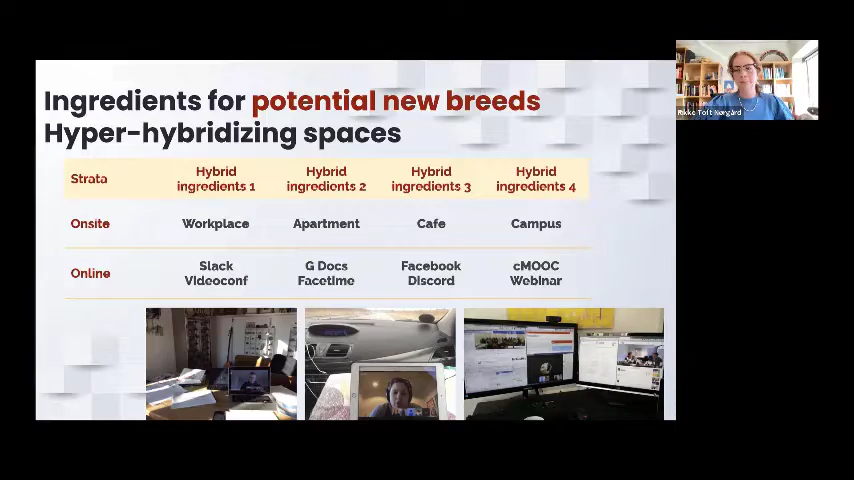 Ingredients for potential new breeds
Hyper-hybridizing spaces
Strata
Hybrid ingredients 1
Hybrid ingredients 2
Hybrid ingredients 3
Hybrid ingredients 4
Onsite
Workplace
Apartment
Cafe
Campus
Online
Slack
Videoconf
G Docs
Facetime
Facebook
Discord
cMOOC
Webinar
Rikke Toft Nørgård